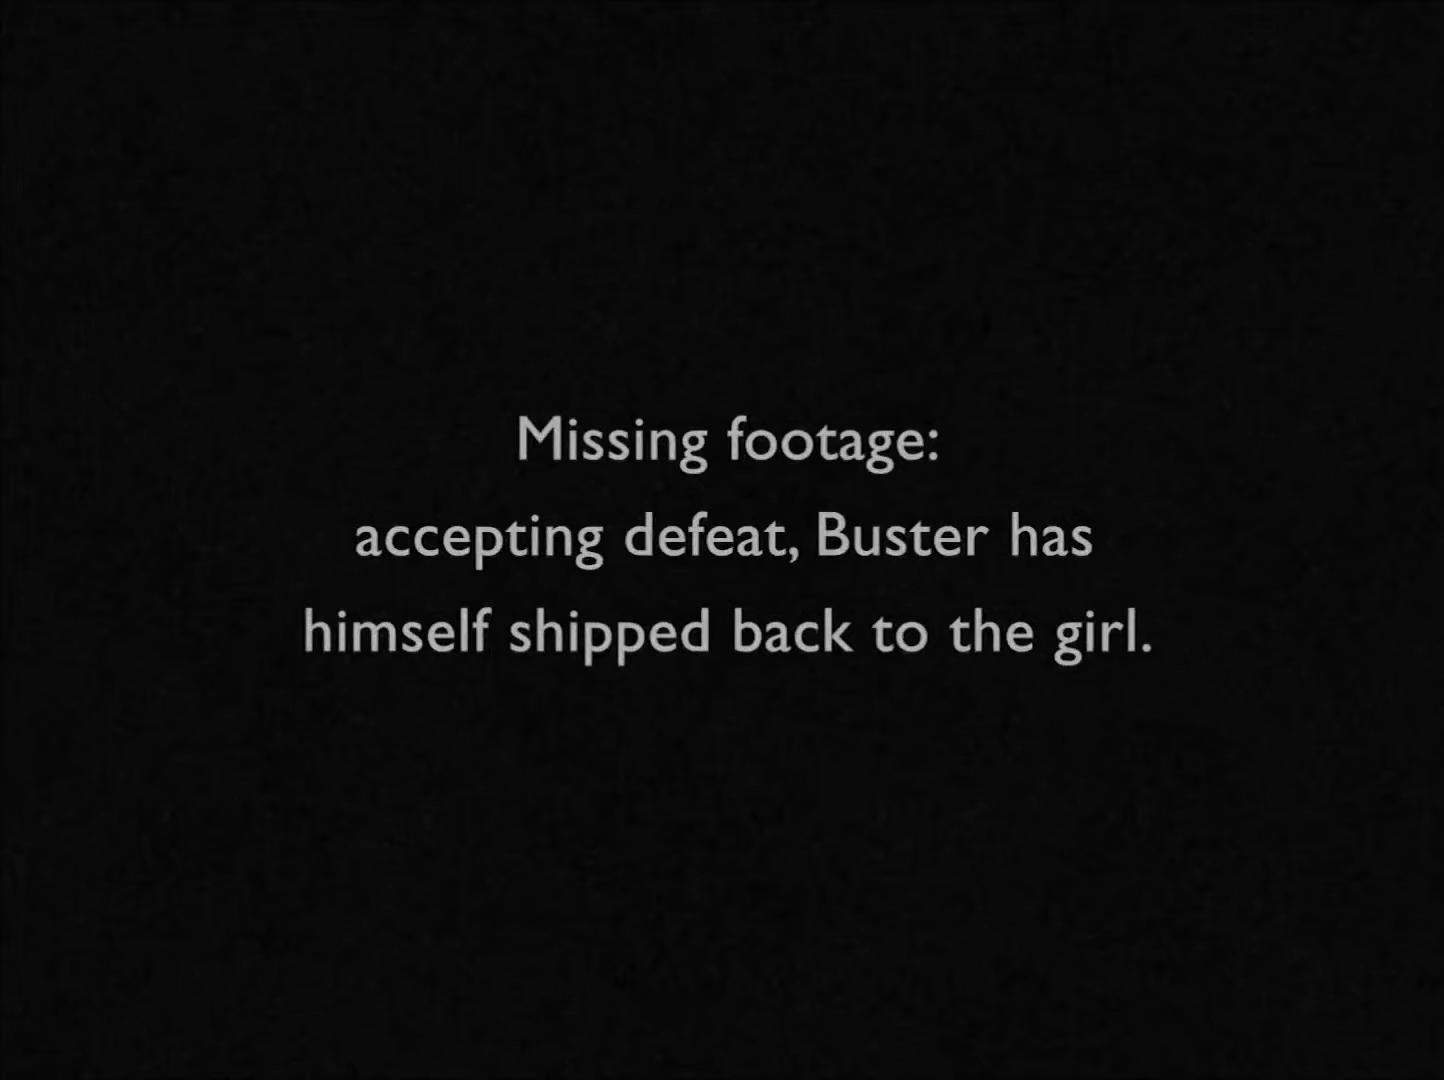 Missing footage:
accepting defeat, Buster has
himself shipped back to the girl.